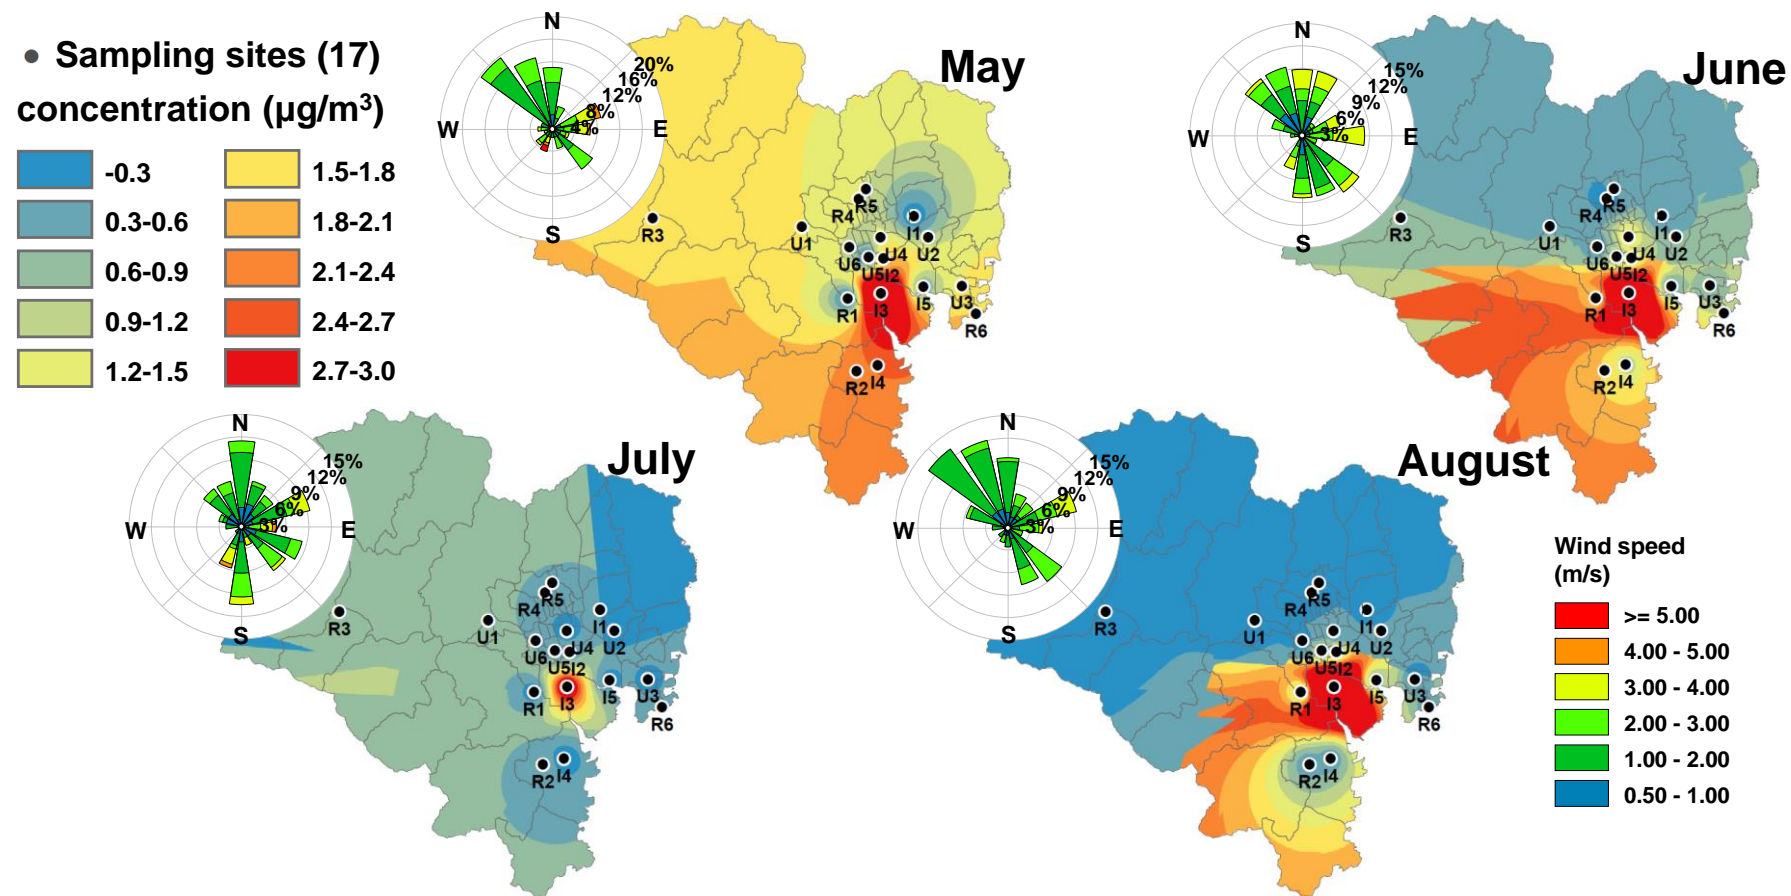 ● Sampling sites (17)
concentration (μg/m³)
-0.3
0.3-0.6
0.6-0.9
0.9-1.2
1.2-1.5
1.5-1.8
1.8-2.1
2.1-2.4
2.4-2.7
2.7-3.0
May
N
W
E
S
20%
16%
12%
8%
4%
R3
U1
R4
R5
I1
U2
U4
U6
U5
I2
R1
I3
I5
U3
R6
R2
I4
June
N
W
E
S
15%
12%
9%
6%
3%
R3
U1
R4
R5
I1
U2
U4
U6
U5
I2
R1
I3
I5
U3
R6
R2
I4
July
N
W
E
S
15%
12%
9%
6%
3%
R3
U1
R4
R5
I1
U2
U4
U6
U5
I2
R1
I3
I5
U3
R6
R2
I4
August
N
W
E
S
15%
12%
9%
6%
3%
R3
U1
R4
R5
I1
U2
U4
U6
U5
I2
R1
I3
I5
U3
R6
R2
I4
Wind speed
(m/s)
>= 5.00
4.00 - 5.00
3.00 - 4.00
2.00 - 3.00
1.00 - 2.00
0.50 - 1.00